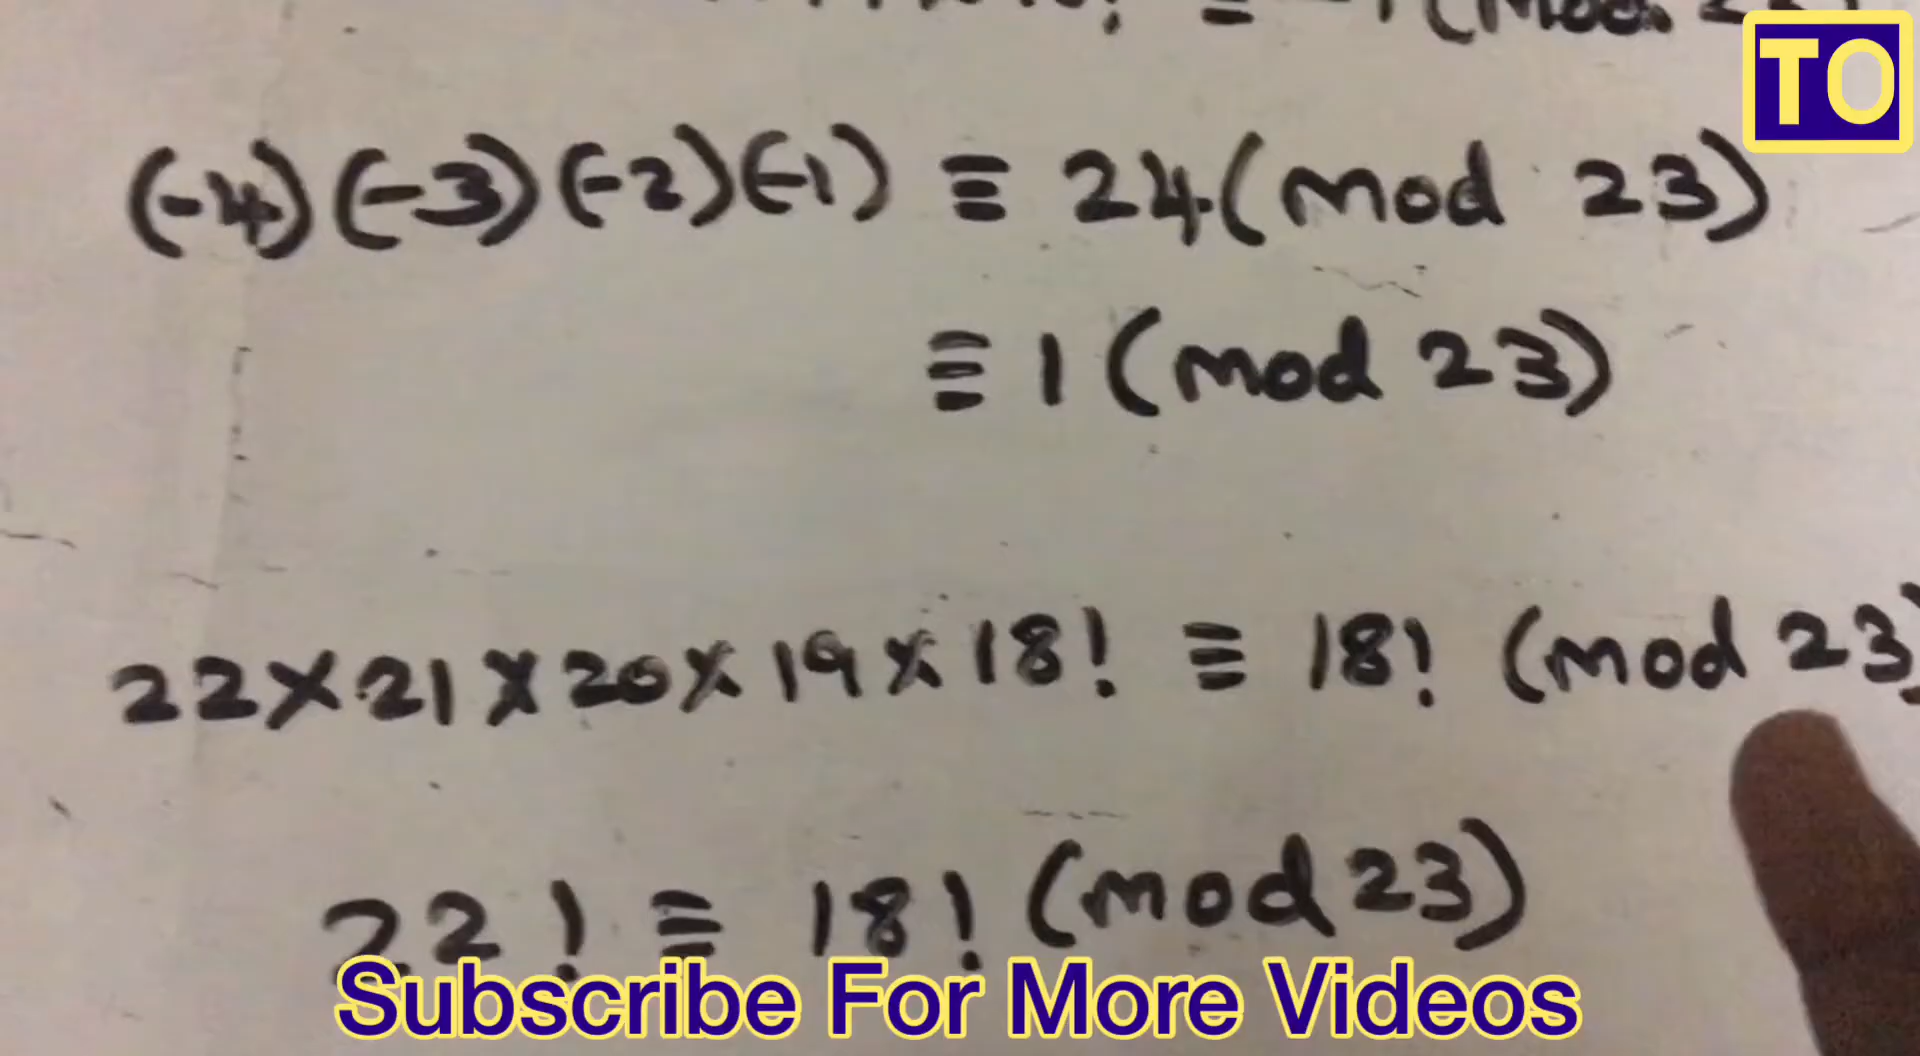 TO
(-4)(-3)(-2)(-1) ≡ 24(mod 23)
≡ 1 (mod 23)
22×21×20×19×18! ≡ 18! (mod 23)
22! ≡ 18! (mod 23)
Subscribe For More Videos